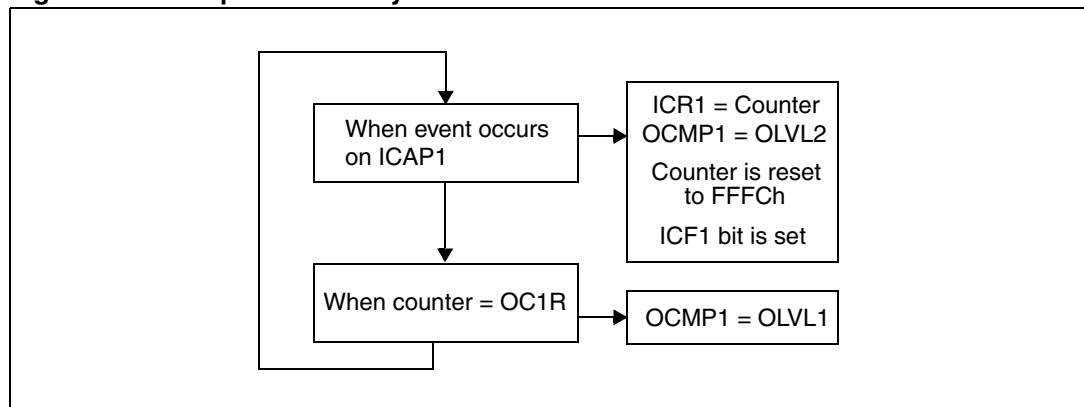 When event occurs
on ICAP1
ICR1 = Counter
OCMP1 = OLVL2
Counter is reset
to FFFCh
ICF1 bit is set
When counter = OC1R
OCMP1 = OLVL1